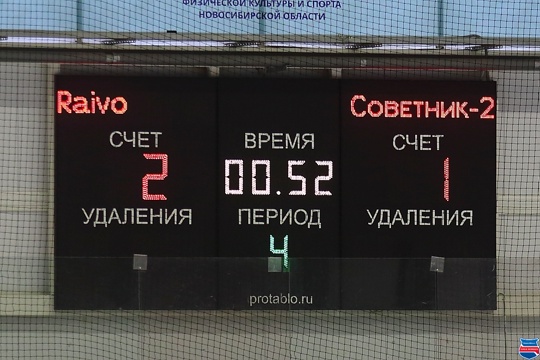 ФИЗИЧЕСКОЙ КУЛЬТУРЫ И СПОРТА
НОВОСИБИРСКОЙ ОБЛАСТИ
Raivo
Советник-2
СЧЕТ ВРЕМЯ СЧЕТ
2 00.52 1
УДАЛЕНИЯ ПЕРИОД УДАЛЕНИЯ
4
protablo.ru